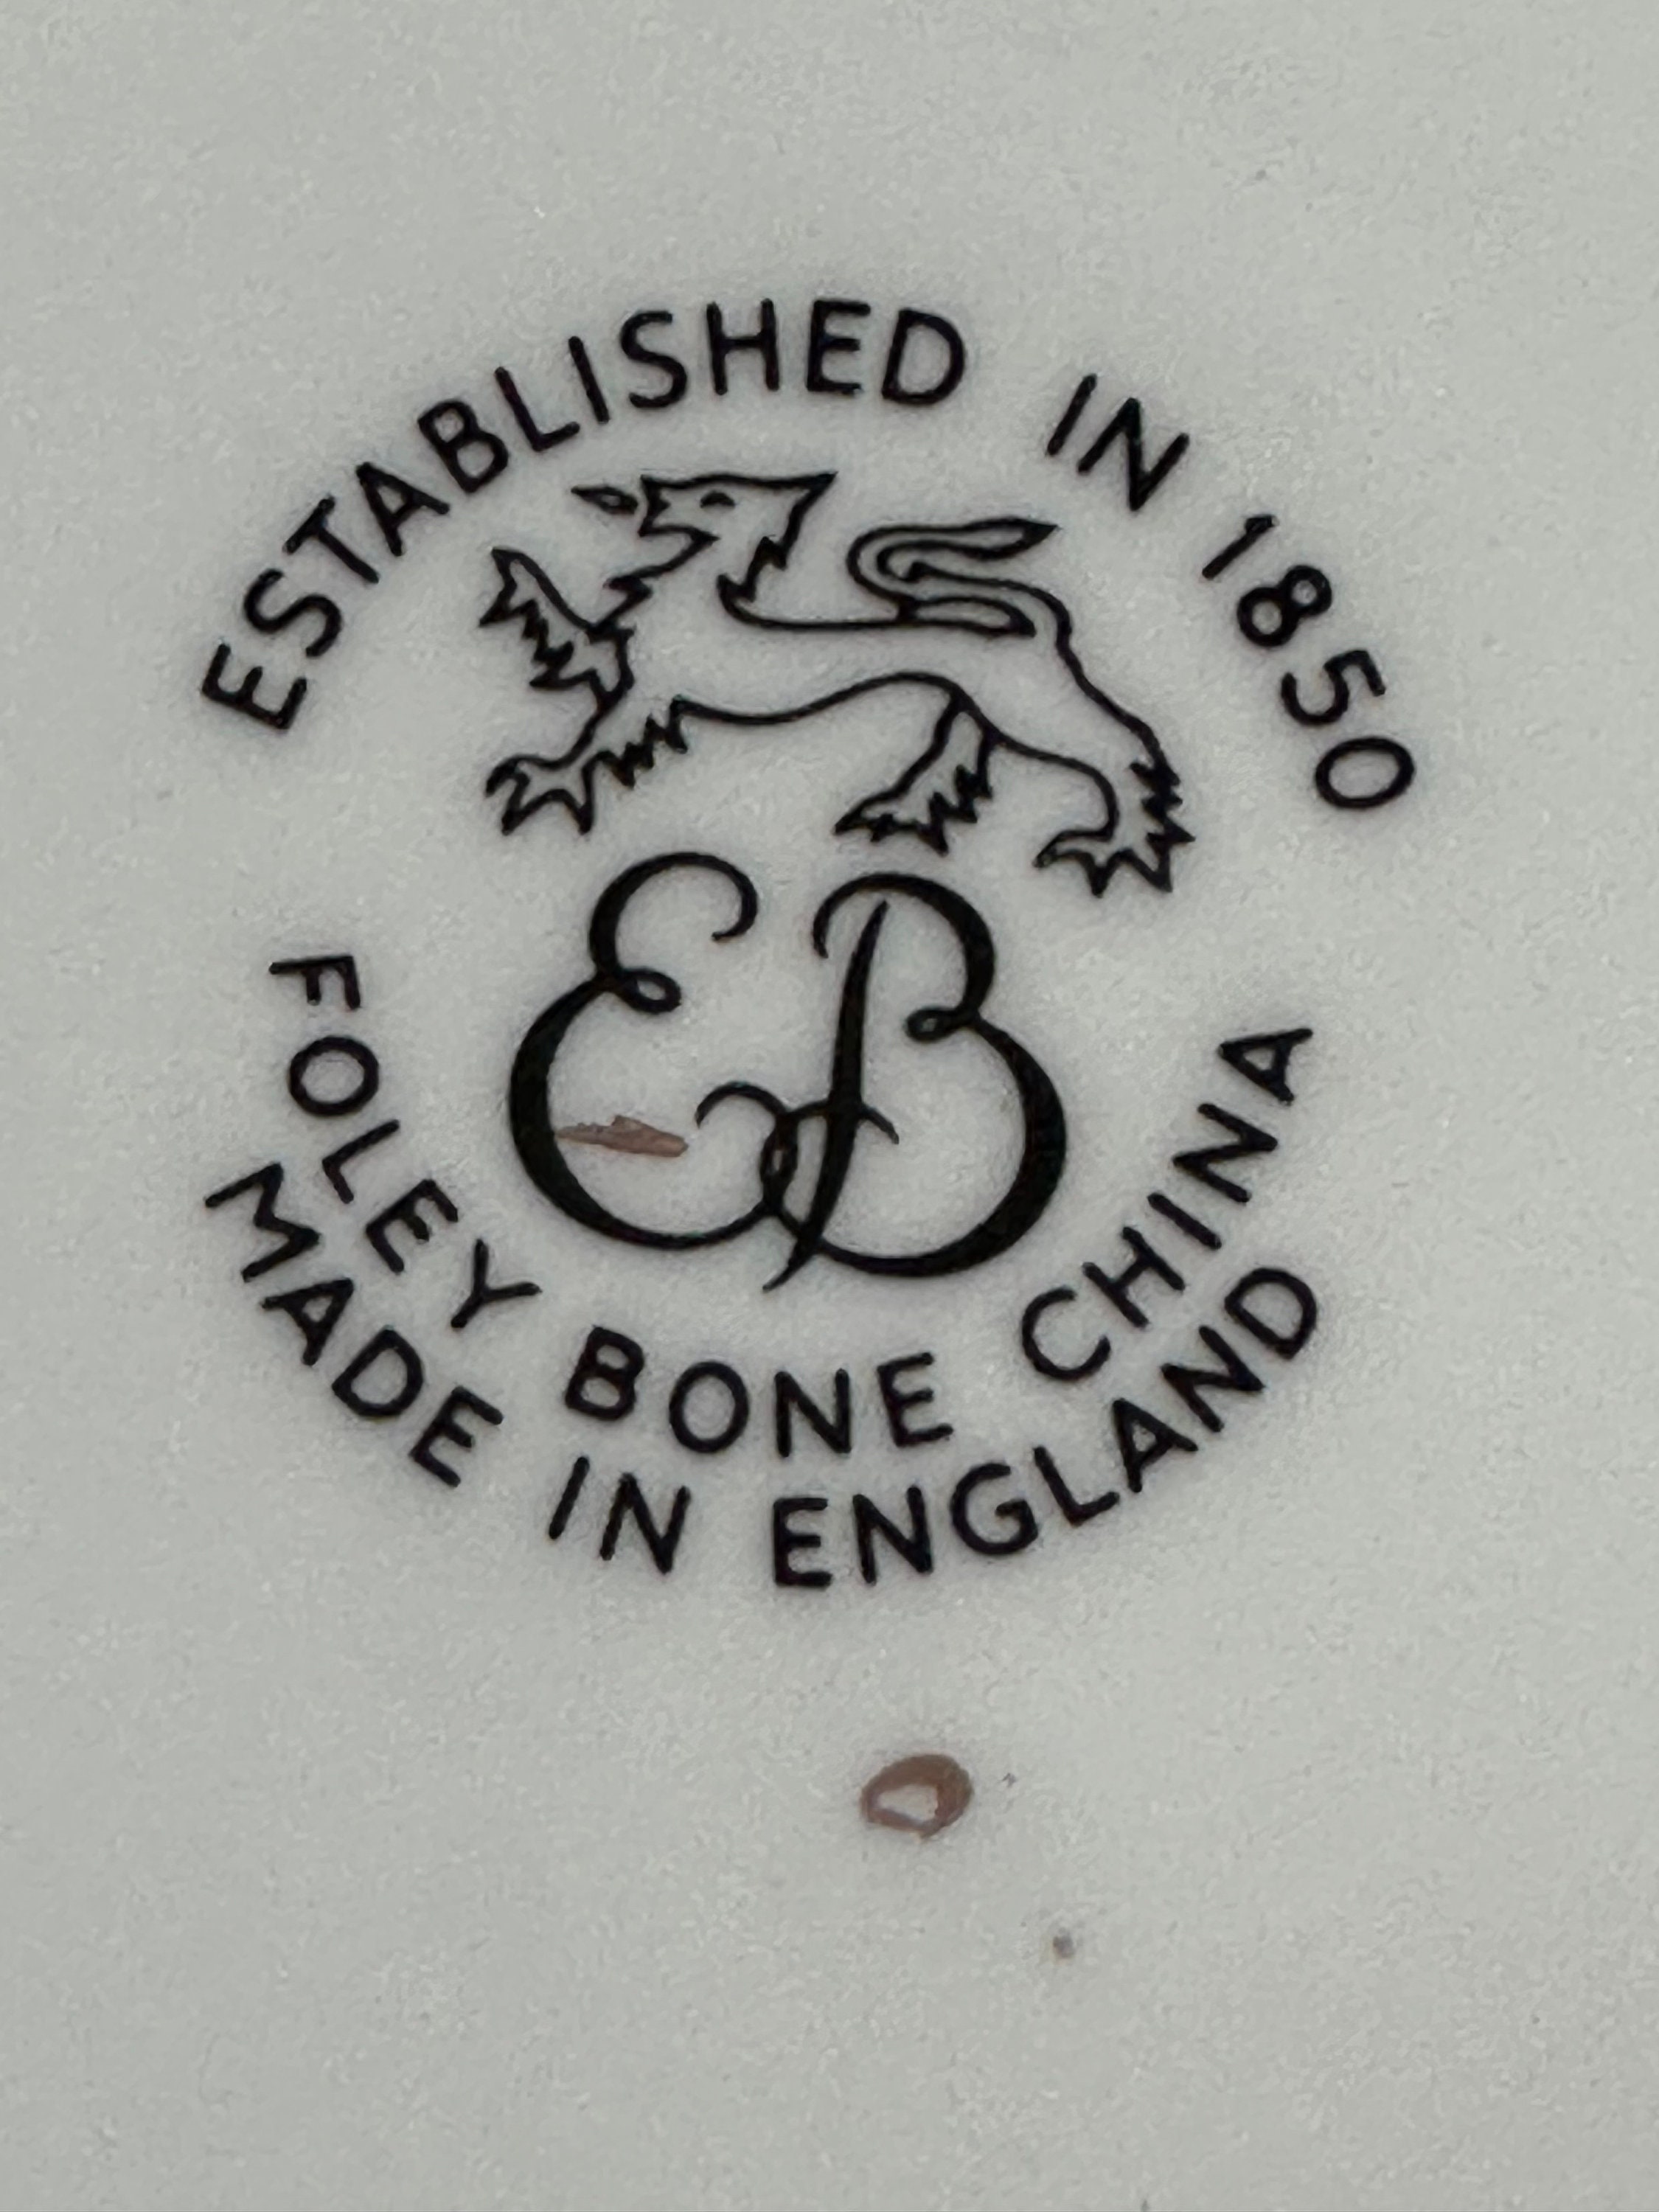 ESTABLISHED IN 1850
EB
FOLEY BONE CHINA
MADE IN ENGLAND